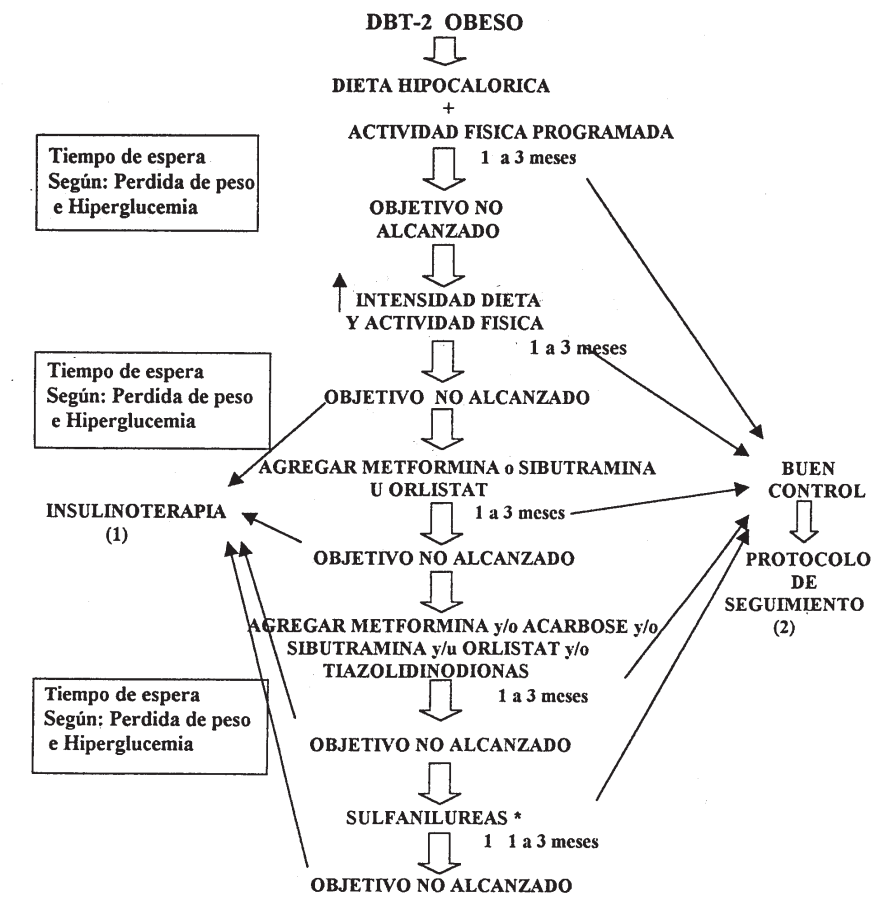 DBT-2 OBESO
DIETA HIPOCALORICA
+
ACTIVIDAD FISICA PROGRAMADA
1 a 3 meses
Tiempo de espera
Según: Perdida de peso
e Hiperglucemia
OBJETIVO NO
ALCANZADO
INTENSIDAD DIETA
Y ACTIVIDAD FISICA
1 a 3 meses
Tiempo de espera
Según: Perdida de peso
e Hiperglucemia
OBJETIVO NO ALCANZADO
AGREGAR METFORMINA o SIBUTRAMINA
U ORLISTAT
1 a 3 meses
BUEN
CONTROL
INSULINOTERAPIA
(1)
OBJETIVO NO ALCANZADO
PROTOCOLO
DE
SEGUIMIENTO
(2)
AGREGAR METFORMINA y/o ACARBOSE y/o
SIBUTRAMINA y/u ORLISTAT y/o
TIAZOLIDINODIONAS
1 a 3 meses
Tiempo de espera
Según: Perdida de peso
e Hiperglucemia
OBJETIVO NO ALCANZADO
SULFANILUREAS *
1 1 a 3 meses
OBJETIVO NO ALCANZADO